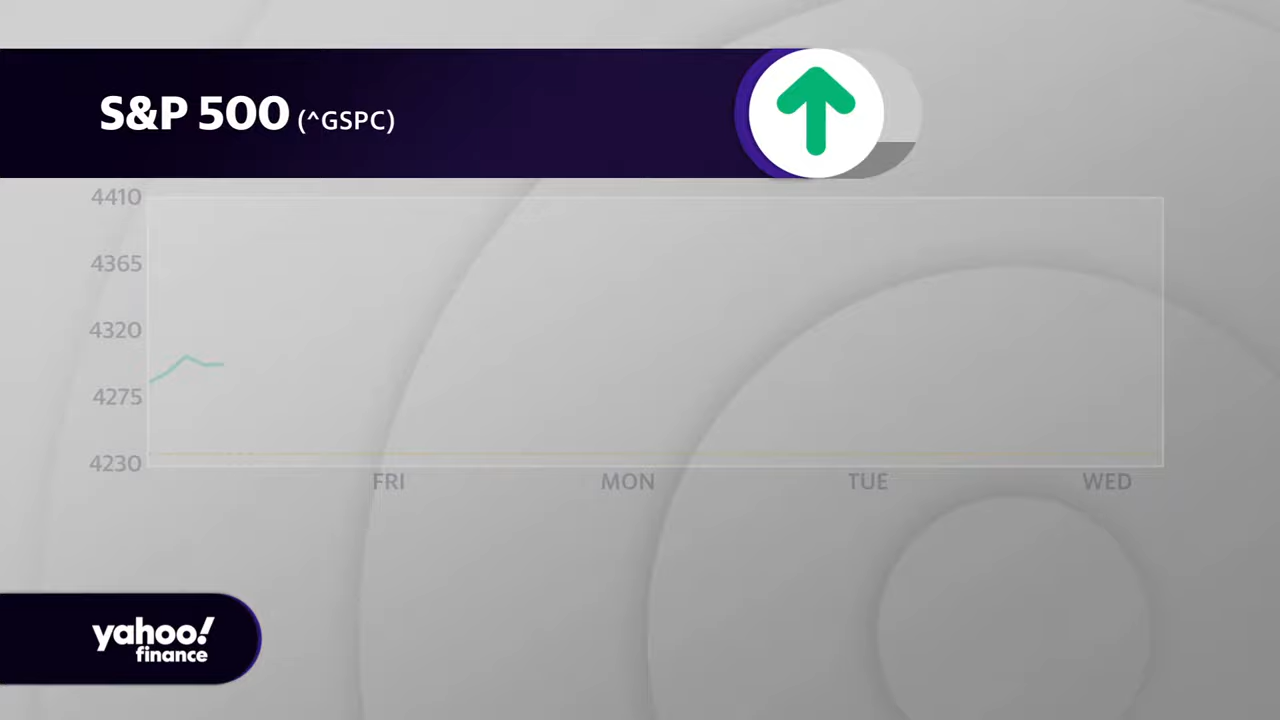 S&P 500 (^GSPC)
4410
4365
4320
4275
4230
FRI MON TUE WED
yahoo!
finance